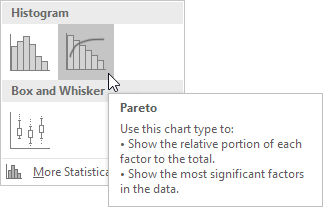 Histogram
Box and Whisker
More Statistica
Pareto
Use this chart type to:
• Show the relative portion of each
factor to the total.
• Show the most significant factors
in the data.